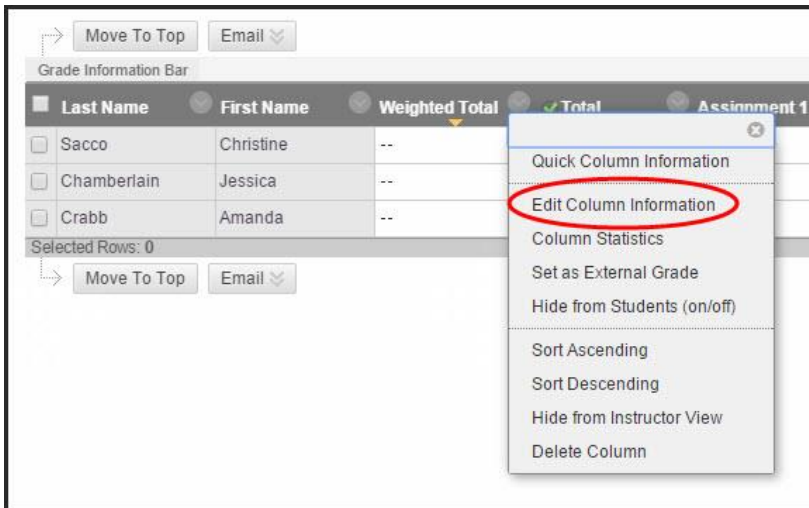 Move To Top Email
Grade Information Bar
Last Name First Name Weighted Total Total Assignment 1
Sacco Christine --
Chamberlain Jessica --
Crabb Amanda --
Selected Rows: 0
Move To Top Email
Quick Column Information
Edit Column Information
Column Statistics
Set as External Grade
Hide from Students (on/off)
Sort Ascending
Sort Descending
Hide from Instructor View
Delete Column